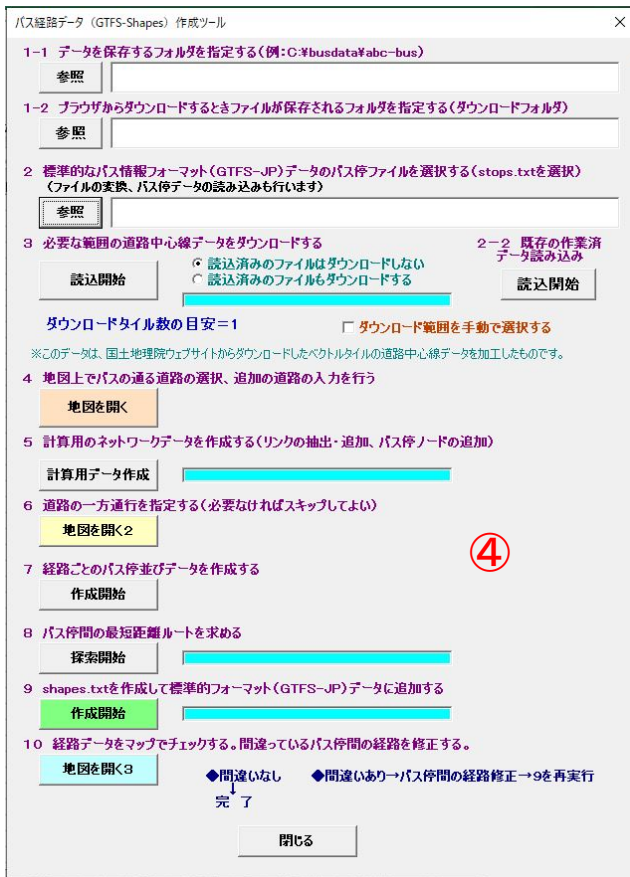 バス経路データ（GTFS-Shapes）作成ツール
1-1 データを保存するフォルダを指定する（例：C:¥busdata¥abc-bus）
参照
1-2 ブラウザからダウンロードするときファイルが保存されるフォルダを指定する（ダウンロードフォルダ）
参照
2 標準的なバス情報フォーマット（GTFS-JP）データのバス停ファイルを選択する（stops.txtを選択）
（ファイルの変換、バス停データの読み込みも行います）
参照
3 必要な範囲の道路中心線データをダウンロードする
読込開始
読込済みのファイルはダウンロードしない
読込済みのファイルもダウンロードする
2－2 既存の作業済
データ読み込み
読込開始
ダウンロードタイル数の目安＝1
ダウンロード範囲を手動で選択する
※このデータは、国土地理院ウェブサイトからダウンロードしたベクトルタイルの道路中心線データを加工したものです。
4 地図上でバスの通る道路の選択、追加の道路の入力を行う
地図を開く
5 計算用のネットワークデータを作成する（リンクの抽出・追加、バス停ノードの追加）
計算用データ作成
6 道路の一方通行を指定する（必要なければスキップしてよい）
地図を開く2
④
7 経路ごとのバス停並びデータを作成する
作成開始
8 バス停間の最短距離ルートを求める
探索開始
9 shapes.txtを作成して標準的フォーマット（GTFS-JP）データに追加する
作成開始
10 経路データをマップでチェックする。間違っているバス停間の経路を修正する。
地図を開く3
◆間違いなし
↓
完 了
◆間違いあり→バス停間の経路修正→9を再実行
閉じる